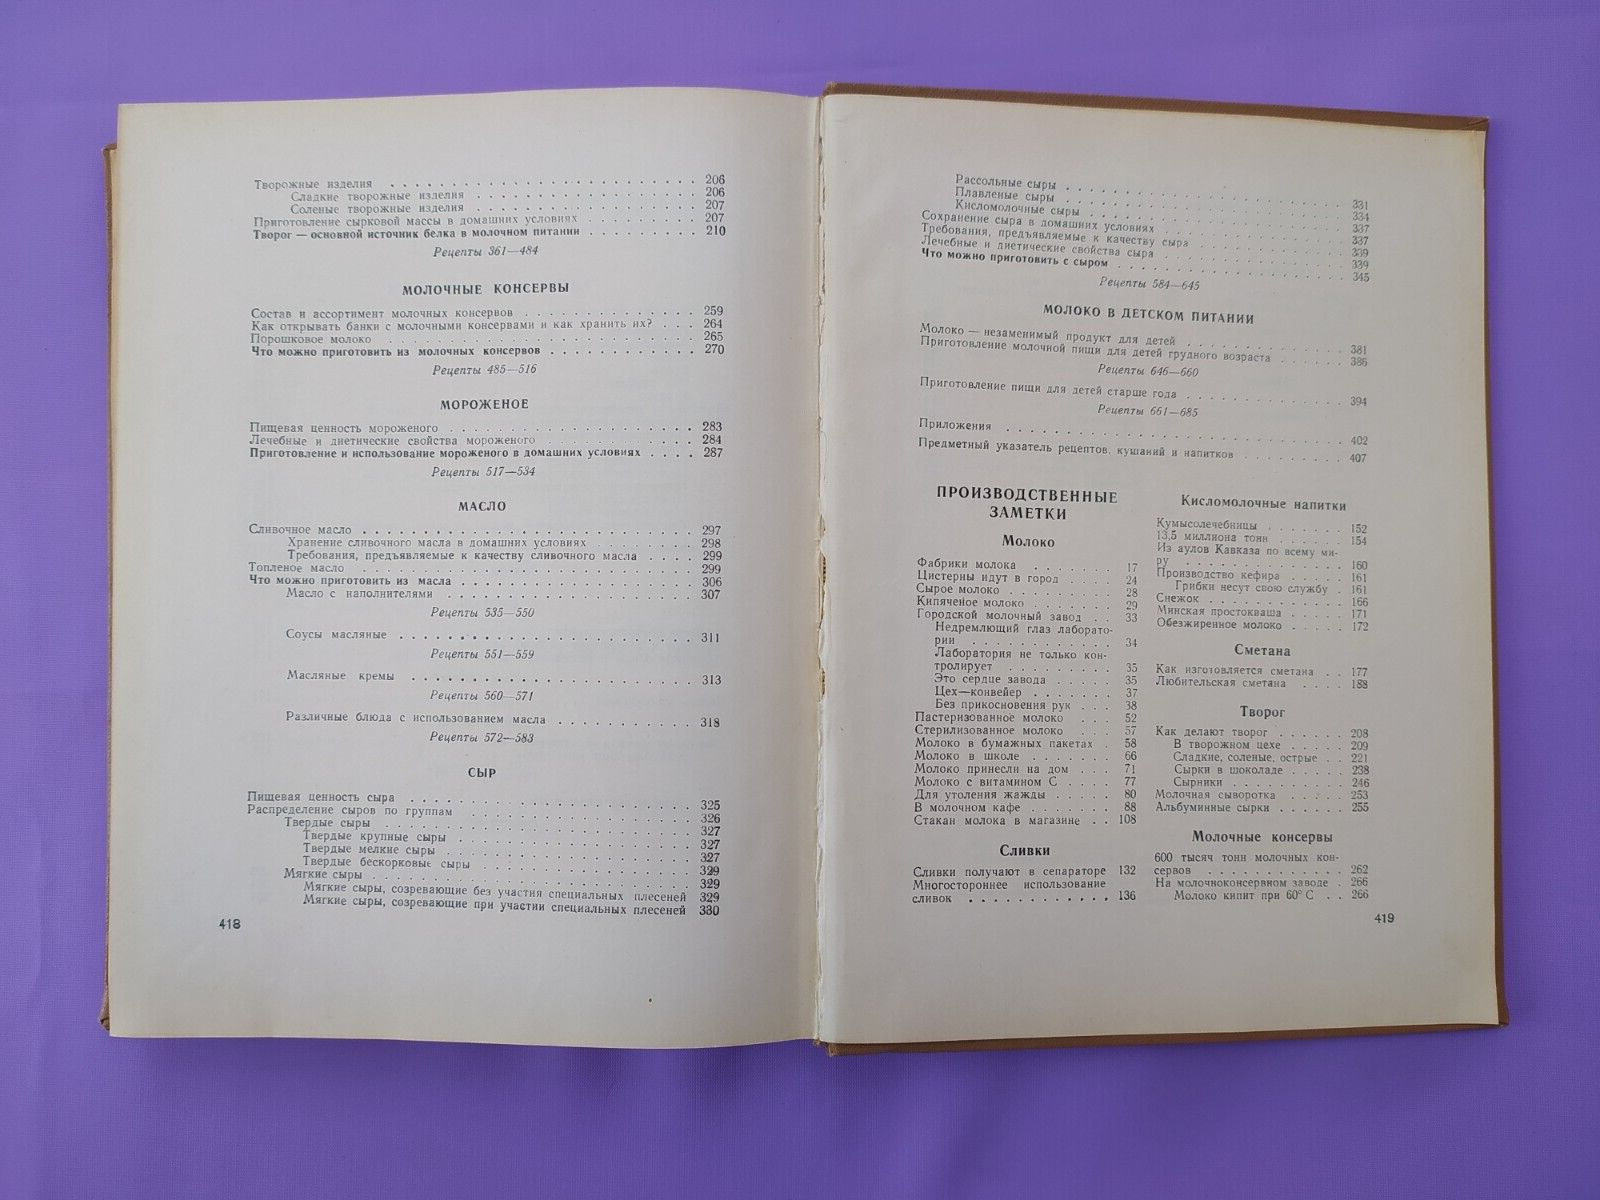 Творожные изделия . . . . . . . . . . 206
Сладкие творожные изделия . . . . . . . . . . 206
Соленые творожные изделия . . . . . . . . . . 207
Приготовление сырковой массы в домашних условиях . . . . . . . 207
Творог — основной источник белка в молочном питании . . . . . . . 210
Рецепты 361—484
МОЛОЧНЫЕ КОНСЕРВЫ
Состав и ассортимент молочных консервов . . . . . . . . . . 259
Как открывать банки с молочными консервами и как хранить их? . . . 264
Порошковое молоко . . . . . . . . . . 265
Что можно приготовить из молочных консервов . . . . . . . . . . 270
Рецепты 485—516
МОРОЖЕНОЕ
Пищевая ценность мороженого . . . . . . . . . . 283
Лечебные и диетические свойства мороженого . . . . . . . . . . 284
Приготовление и использование мороженого в домашних условиях . . . . 287
Рецепты 517—534
МАСЛО
Сливочное масло . . . . . . . . . . 297
Хранение сливочного масла в домашних условиях . . . . . . . 298
Требования, предъявляемые к качеству сливочного масла . . . . 299
Топленое масло . . . . . . . . . . 299
Что можно приготовить из масла . . . . . . . . . . 306
Масло с наполнителями . . . . . . . . . . 307
Рецепты 535—550
Соусы масляные . . . . . . . . . . 311
Рецепты 551—559
Масляные кремы . . . . . . . . . . 313
Рецепты 560—571
Различные блюда с использованием масла . . . . . . . . . . 318
Рецепты 572—583
СЫР
Пищевая ценность сыра . . . . . . . . . . 325
Распределение сыров по группам . . . . . . . . . . 326
Твердые сыры . . . . . . . . . . 327
Твердые крупные сыры . . . . . . . . . . 327
Твердые мелкие сыры . . . . . . . . . . 327
Твердые бескорковые сыры . . . . . . . . . . 329
Мягкие сыры . . . . . . . . . . 329
Мягкие сыры, созревающие без участия специальных плесеней 329
Мягкие сыры, созревающие при участии специальных плесеней 330
418
Рассольные сыры . . . . . . . . . . 331
Плавленые сыры . . . . . . . . . . 334
Кисломолочные сыры . . . . . . . . . . 337
Сохранение сыра в домашних условиях . . . . . . . . . . 337
Требования, предъявляемые к качеству сыра . . . . . . . . . . 339
Лечебные и диетические свойства сыра . . . . . . . . . . 339
Что можно приготовить с сыром . . . . . . . . . . 345
Рецепты 584—645
МОЛОКО В ДЕТСКОМ ПИТАНИИ
Молоко — незаменимый продукт для детей . . . . . . . . . . 381
Приготовление молочной пищи для детей грудного возраста . . . . . 386
Рецепты 646—660
Приготовление пищи для детей старше года . . . . . . . . . . 394
Рецепты 661—685
Приложения . . . . . . . . . . 402
Предметный указатель рецептов, кушаний и напитков . . . . . . . . 407
ПРОИЗВОДСТВЕННЫЕ
ЗАМЕТКИ
Молоко
Фабрики молока . . . . . . . 17
Цистерны идут в город . . . . 24
Сырое молоко . . . . . . . 28
Кипяченое молоко . . . . . . 29
Городской молочный завод . . 33
Недремлющий глаз лаборато-
рии . . . . . . . . . . 34
Лаборатория не только кон-
тролирует . . . . . . . 35
Это сердце завода . . . . . 35
Цех—конвейер . . . . . . 37
Без прикосновения рук . . . 38
Пастеризованное молоко . . . 52
Стерилизованное молоко . . . 57
Молоко в бумажных пакетах . 58
Молоко в школе . . . . . . 66
Молоко принесли на дом . . . 71
Молоко с витамином С . . . . 77
Для утоления жажды . . . . . 80
В молочном кафе . . . . . . 88
Стакан молока в магазине . . 108
Сливки
Сливки получают в сепараторе 132
Многостороннее использование
сливок . . . . . . . . . . . 136
Кисломолочные напитки
Кумысолечебницы . . . . . . 152
13,5 миллиона тонн . . . . . 154
Из аулов Кавказа по всему ми-
ру . . . . . . . . . . . 160
Производство кефира . . . . . 161
Грибки несут свою службу . 161
Снежок . . . . . . . . . . 166
Минская простокваша . . . . . 171
Обезжиренное молоко . . . . . 172
Сметана
Как изготовляется сметана . . 177
Любительская сметана . . . . 188
Творог
Как делают творог . . . . . . 208
В творожном цехе . . . . . 209
Сладкие, соленые, острые . . 221
Сырки в шоколаде . . . . . 238
Сырники . . . . . . . . . 246
Молочная сыворотка . . . . . 253
Альбуминные сырки . . . . . 255
Молочные консервы
600 тысяч тонн молочных кон-
сервов . . . . . . . . . . . 262
На молочноконсервном заводе . 266
Молоко кипит при 60° С . . 266
419